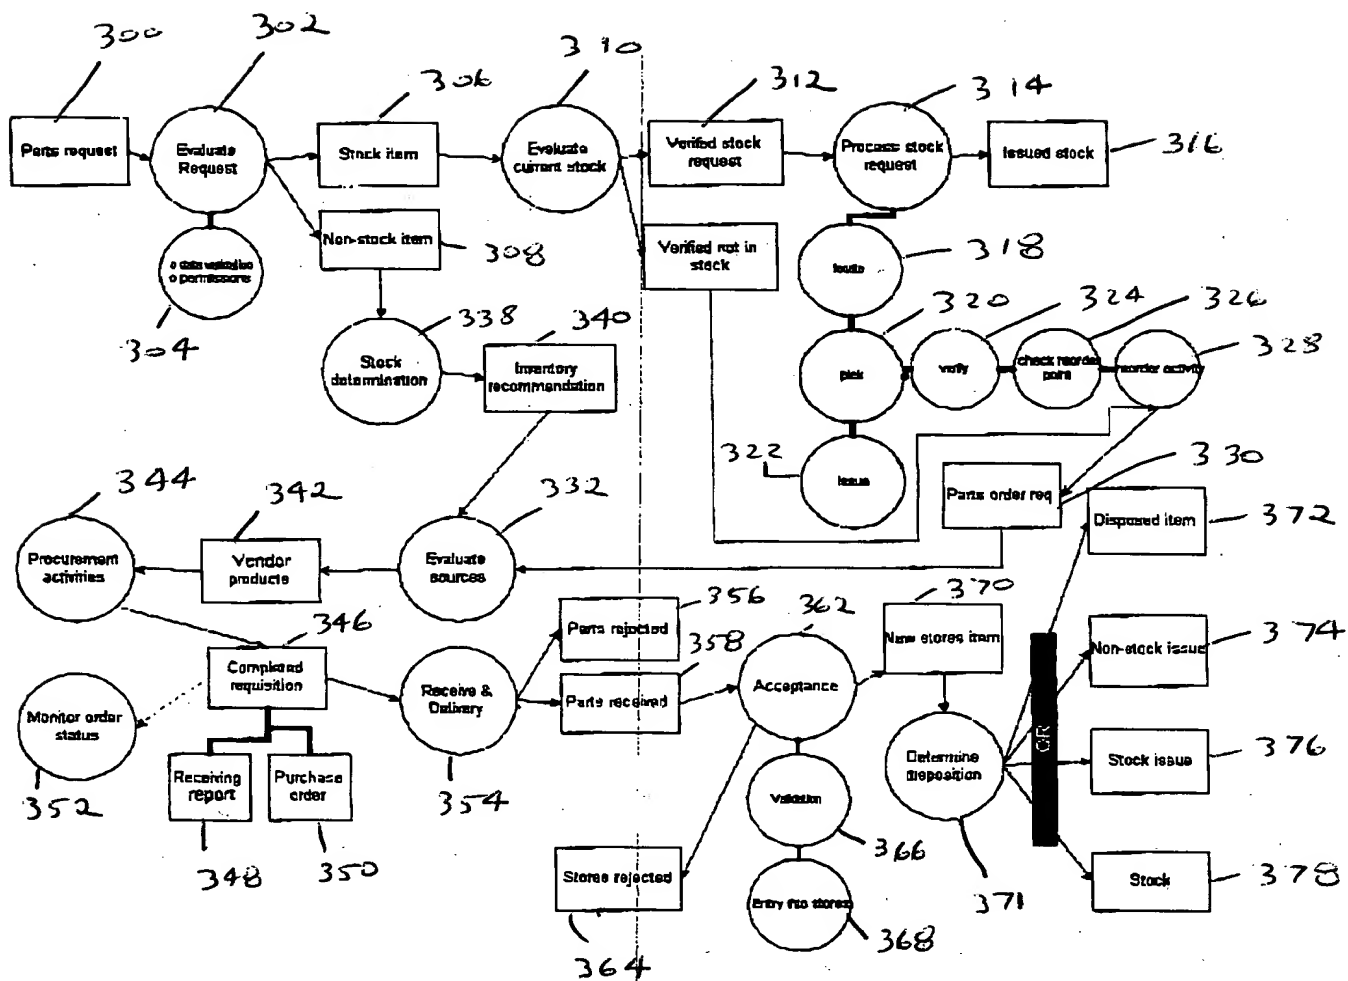 300
302
306
310
312
314
316
Parts request
Evaluate
Request
Stock item
Evaluate
current stock
Verified stock
request
Process stock
request
Issued stock
o permissions
304
Non-stock item
308
Verified not in
stock
318
338
340
320
324
326
328
Stock
determination
Inventory
recommendation
pick
verify
check reorder
point
reorder activity
322
Issue
330
Parts order req
344
342
332
Disposed item
372
Procurement
activities
Vendor
products
Evaluate
sources
346
356
358
362
370
Parts rejected
New stores item
Non-stock issue
374
Completed
requisition
Receive &
Delivery
Parts received
Acceptance
Monitor order
status
352
Receiving
report
Purchase
order
354
Determine
disposition
OR
Stock issue
376
348
350
Validation
366
Stores rejected
364
Entry into stores
368
371
Stock
378